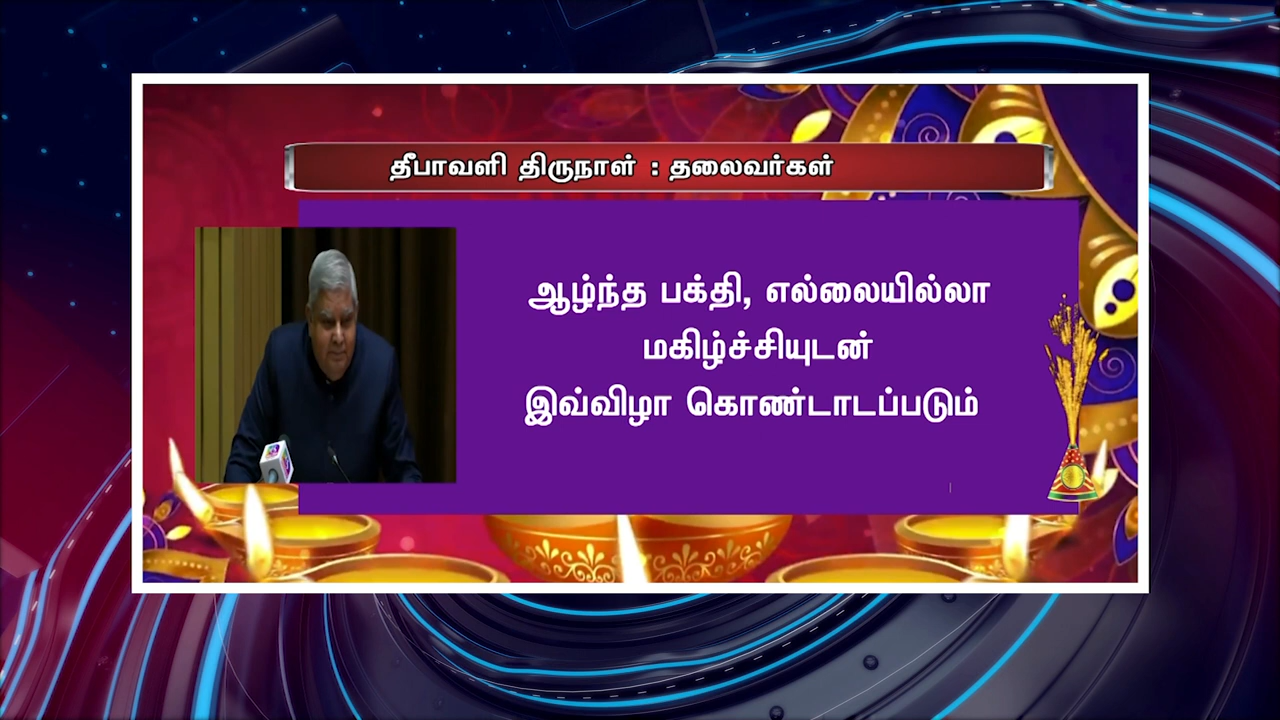 தீபாவளி திருநாள் : தலைவர்கள்
ஆழ்ந்த பக்தி, எல்லையில்லா
மகிழ்ச்சியுடன்
இவ்விழா கொண்டாடப்படும்